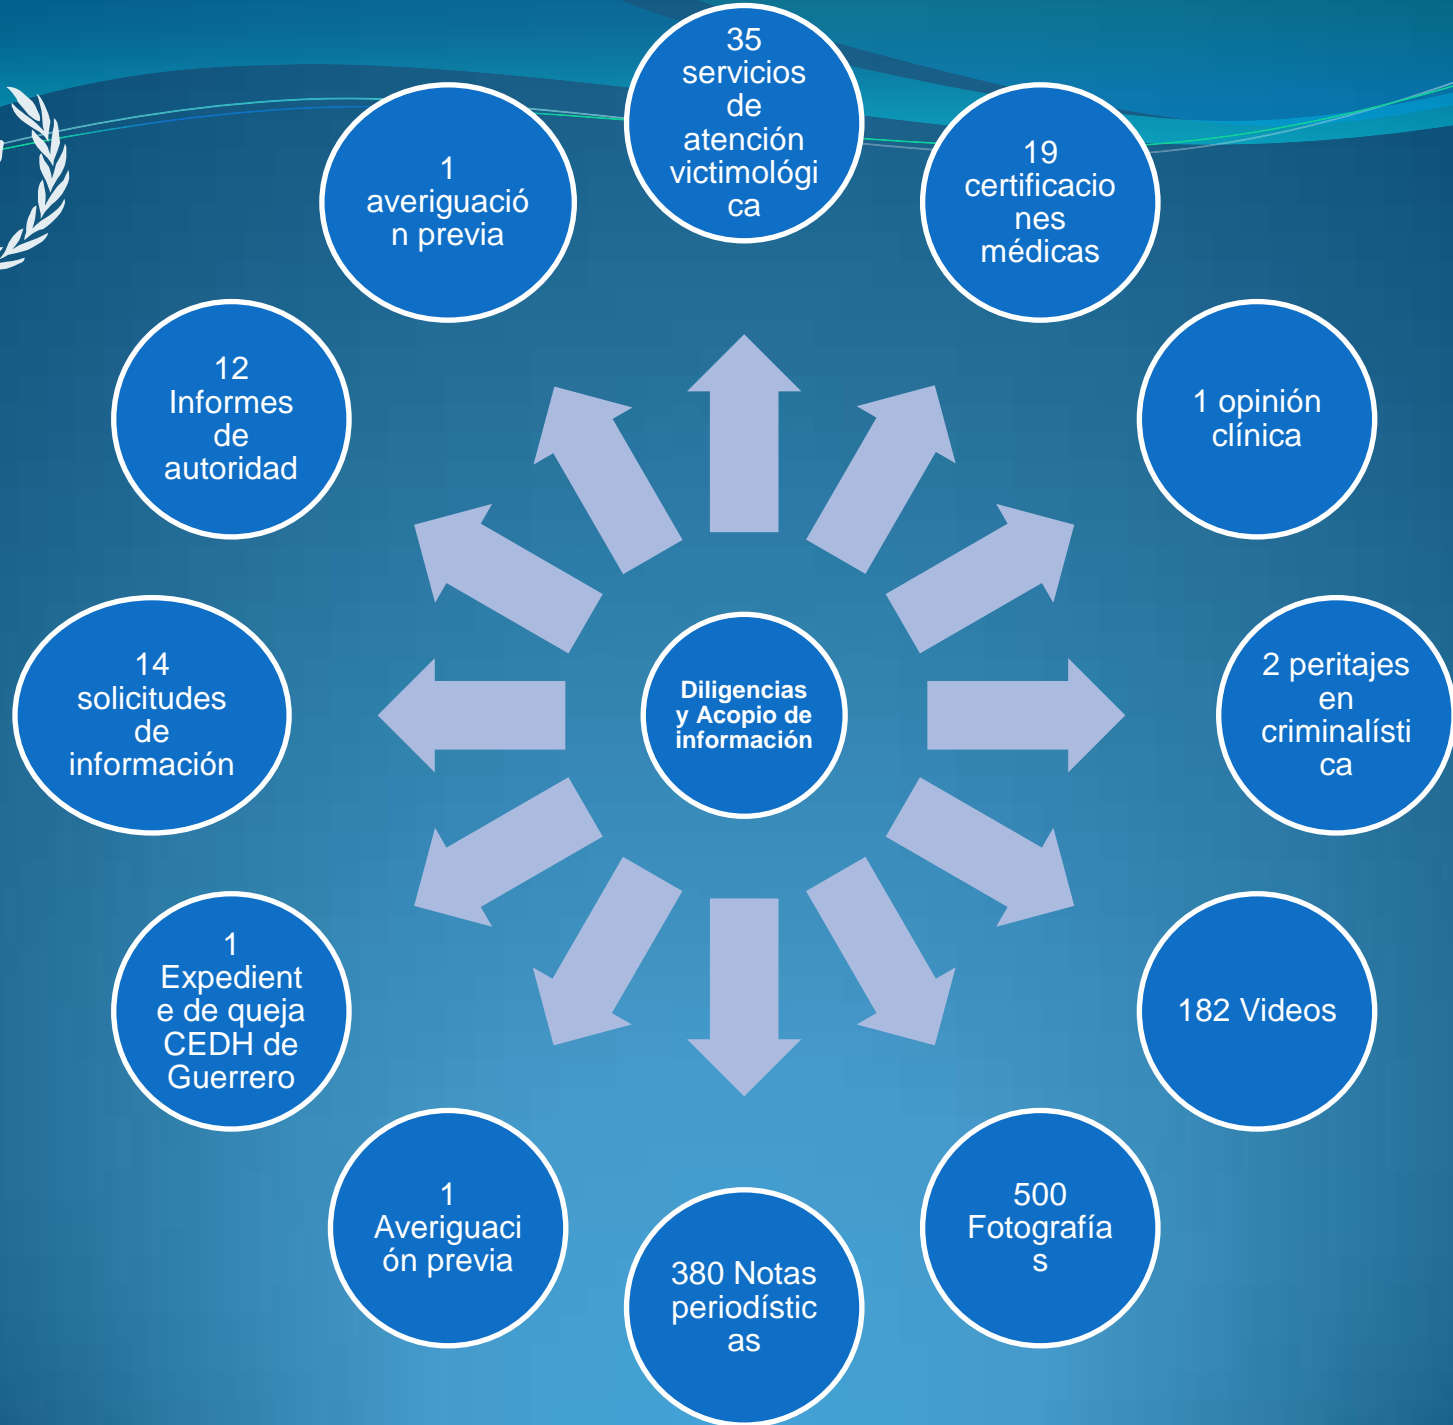 35
servicios
de
atención
victimológi
ca
19
certificacio
nes
médicas
1 opinión
clínica
2 peritajes
en
criminalísti
ca
182 Videos
500
Fotografía
s
380 Notas
periodístic
as
1
Averiguaci
ón previa
1
Expedient
e de queja
CEDH de
Guerrero
14
solicitudes
de
información
12
Informes
de
autoridad
1
averiguació
n previa
Diligencias
y Acopio de
información